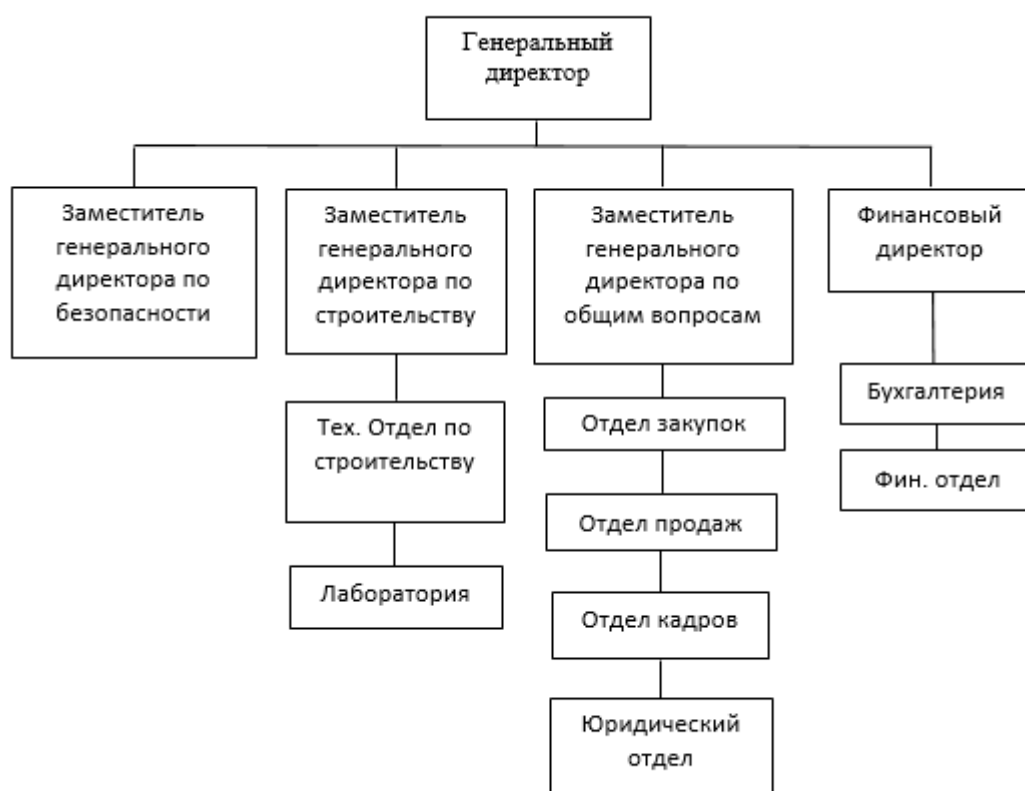 Генеральный
директор
Заместитель
генерального
директора по
безопасности
Заместитель
генерального
директора по
строительству
Заместитель
генерального
директора по
общим вопросам
Финансовый
директор
Тех. Отдел по
строительству
Лаборатория
Отдел закупок
Отдел продаж
Отдел кадров
Юридический
отдел
Бухгалтерия
Фин. отдел